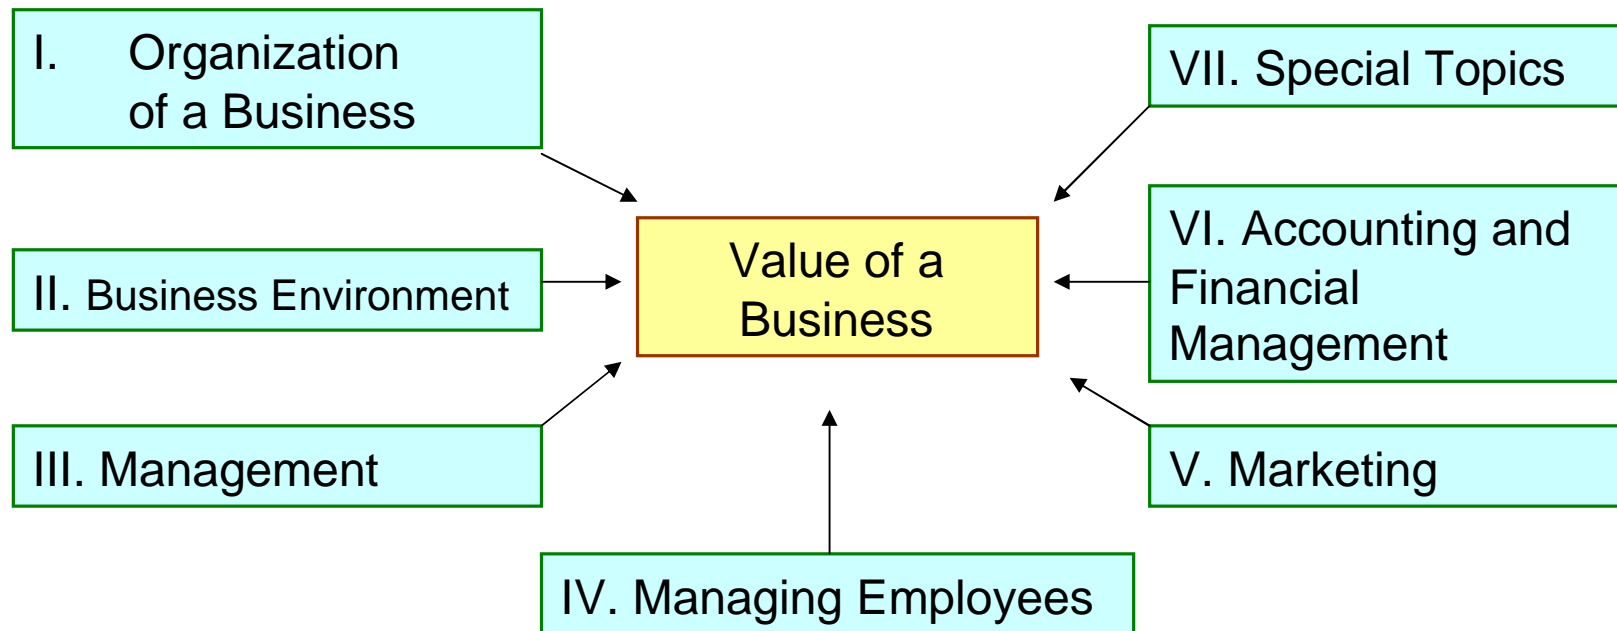 I. Organization
of a Business
II. Business Environment
III. Management
IV. Managing Employees
Value of a
Business
VII. Special Topics
VI. Accounting and
Financial
Management
V. Marketing